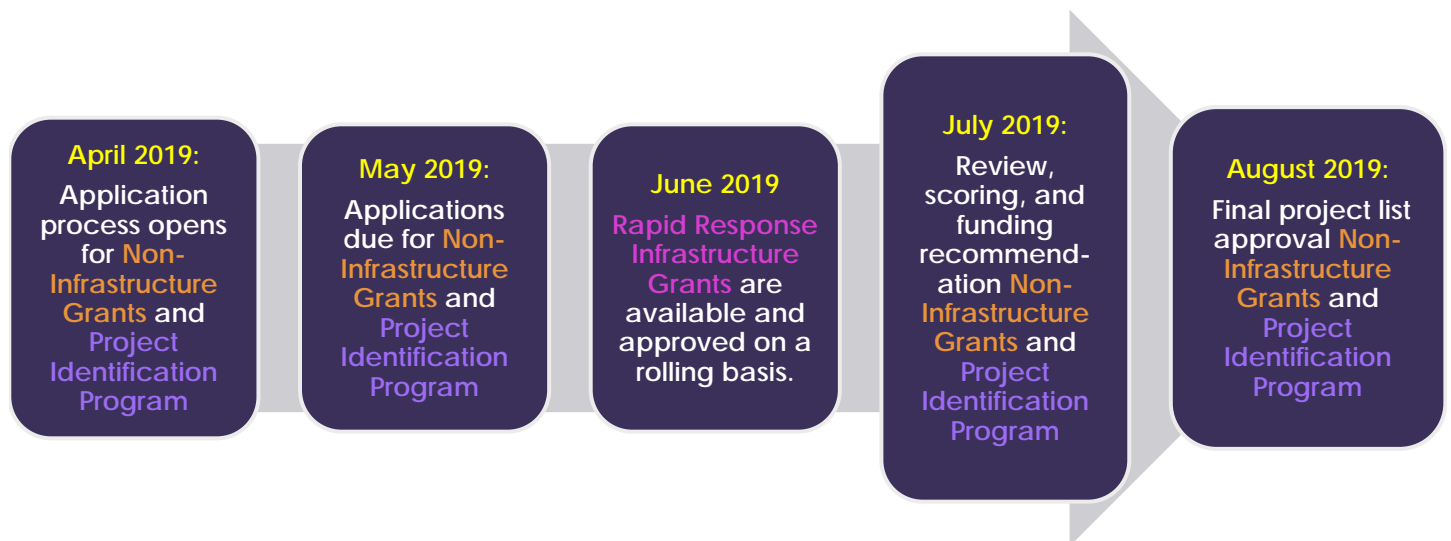 April 2019:
Application
process opens
for Non-
Infrastructure
Grants and
Project
Identification
Program
May 2019:
Applications
due for Non-
Infrastructure
Grants and
Project
Identification
Program
June 2019
Rapid Response
Infrastructure
Grants are
available and
approved on a
rolling basis.
July 2019:
Review,
scoring, and
funding
recommend-
ation Non-
Infrastructure
Grants and
Project
Identification
Program
August 2019:
Final project list
approval Non-
Infrastructure
Grants and
Project
Identification
Program